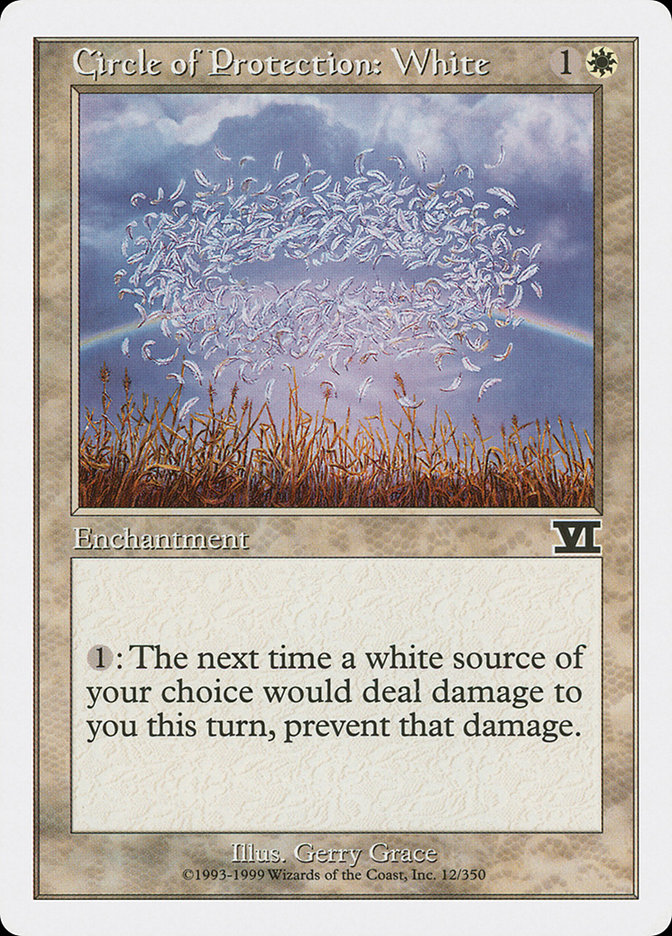 Circle of Protection: White 1
Enchantment VI
1: The next time a white source of
your choice would deal damage to
you this turn, prevent that damage.
Illus. Gerry Grace
©1993-1999 Wizards of the Coast, Inc. 12/350